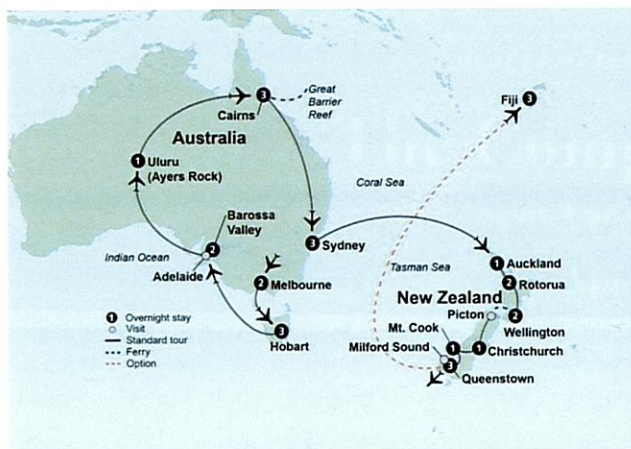 3
Cairns
Great
Barrier
Reef
Fiji 3
Australia
1 Uluru
(Ayers Rock)
Coral Sea
Barossa
Valley
2
3 Sydney
Indian Ocean
Adelaide
2 Melbourne
Tasman Sea
1 Auckland
2 Rotorua
New Zealand
Picton
2
Wellington
3
Hobart
Mt. Cook
1
1 Christchurch
Milford Sound
3
Queenstown
1 Overnight stay
Visit
Standard tour
Ferry
Option